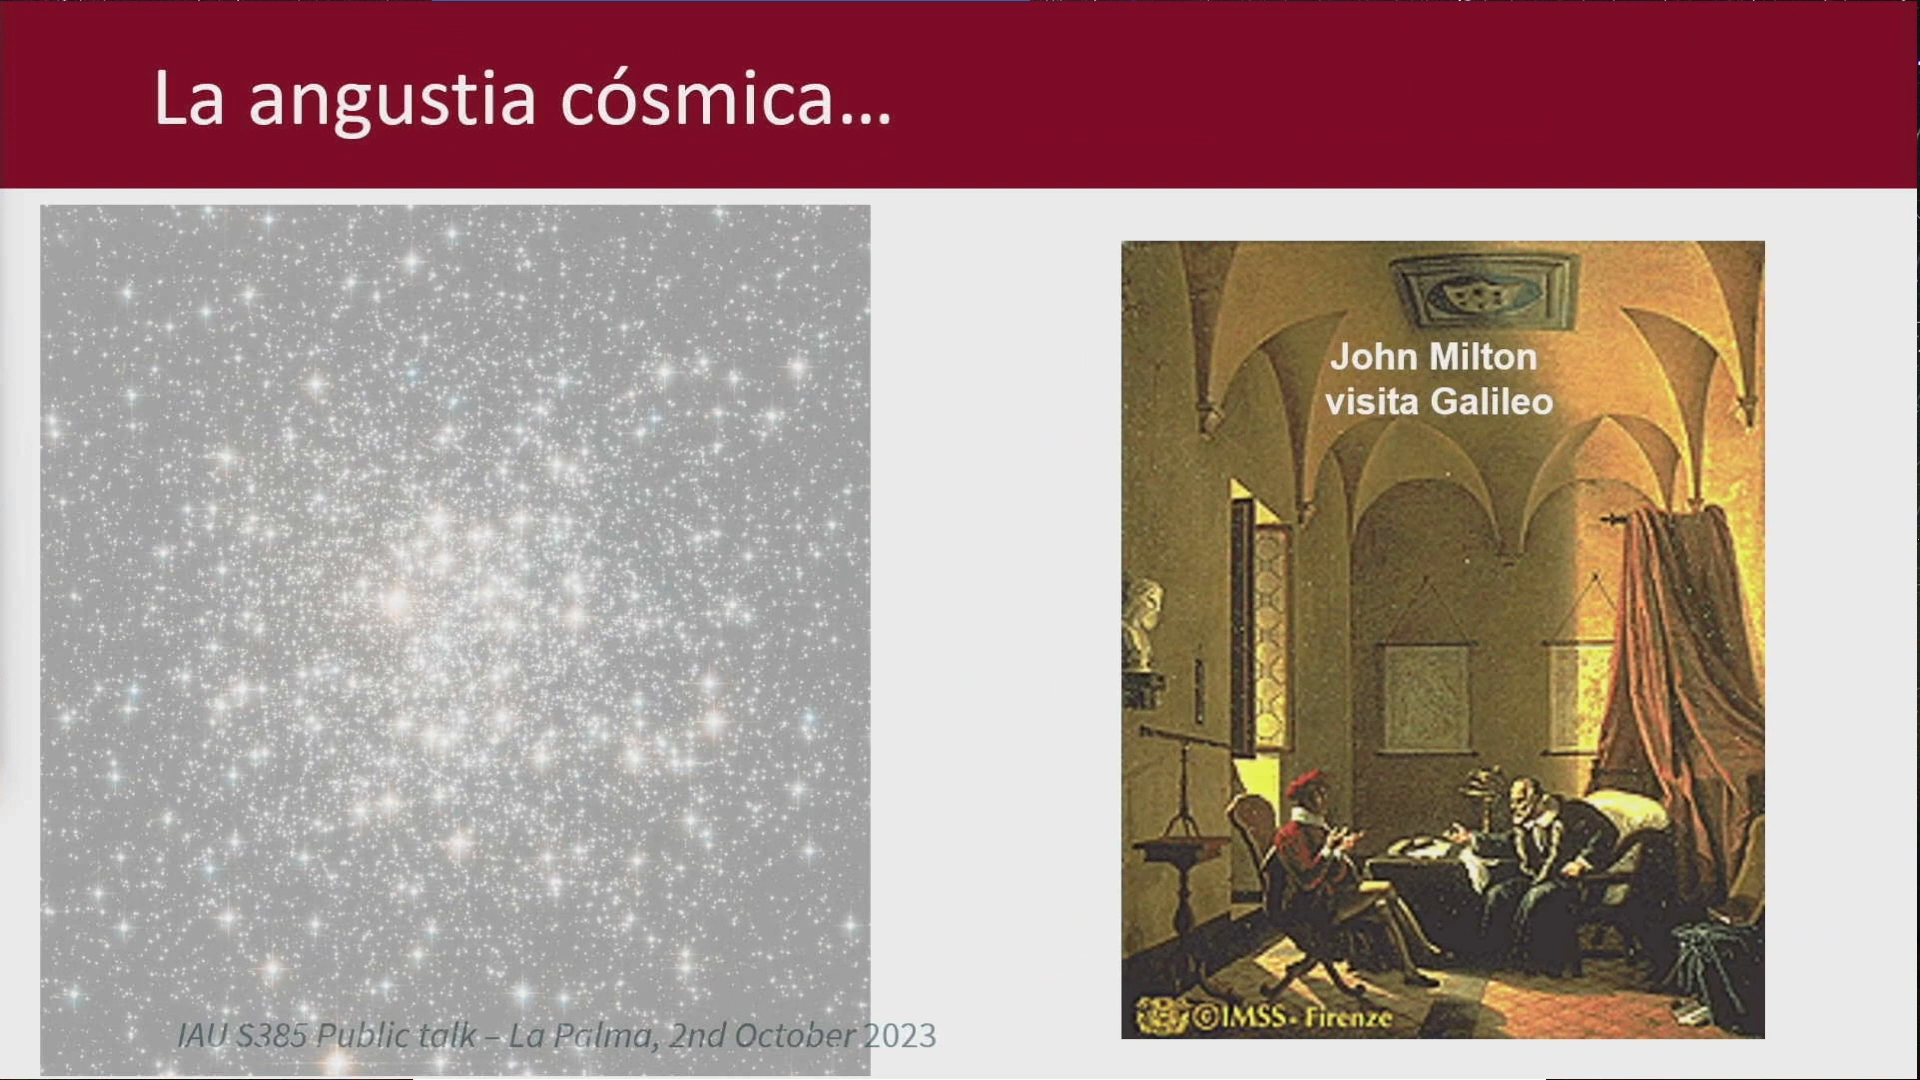 La angustia cósmica...
John Milton
visita Galileo
©IMSS - Firenze
IAU S385 Public talk – La Palma, 2nd October 2023